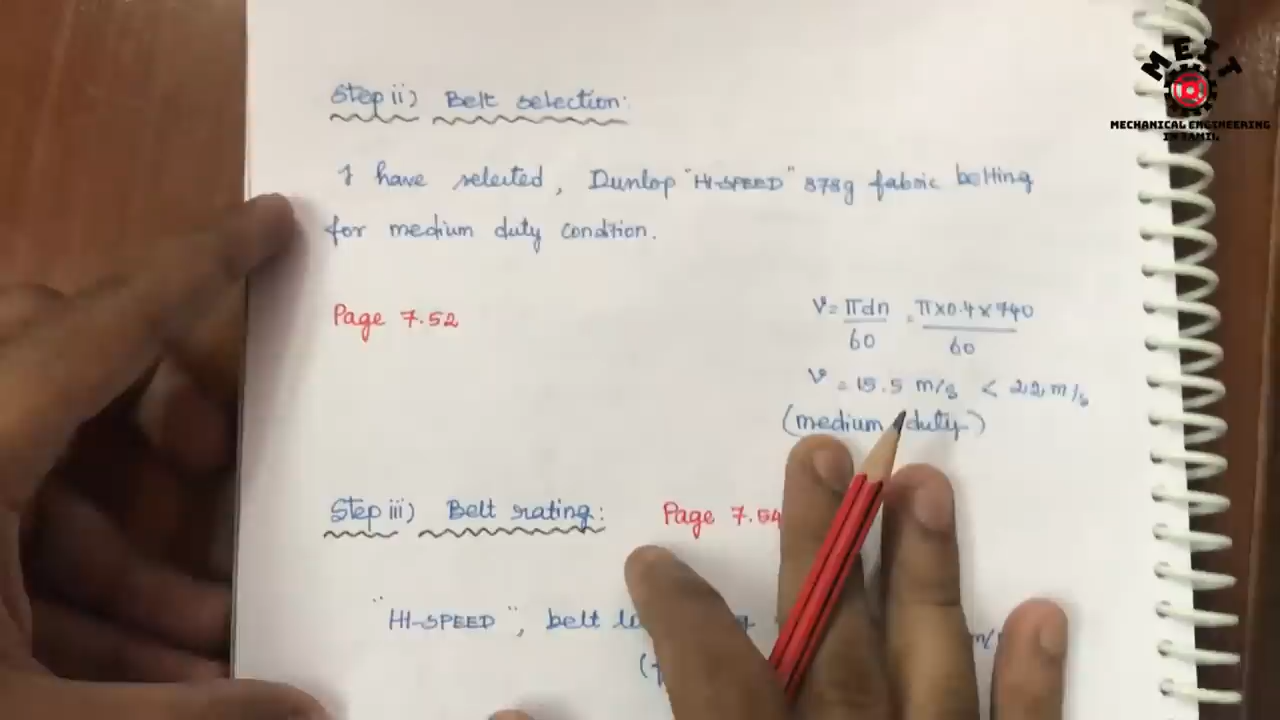 Step ii) Belt selection:
I have selected, Dunlop "HI-SPEED" 878g fabric belting
for medium duty condtion.
Page 7.52
V = πdn/60 = π×0.4×740/60
V = 15.5 m/s < 22 m/s
(medium duty)
Step iii) Belt rating: Page 7.54
"HI-SPEED", belt
MEIT
MECHANICAL ENGINEERING
IN TAMIL